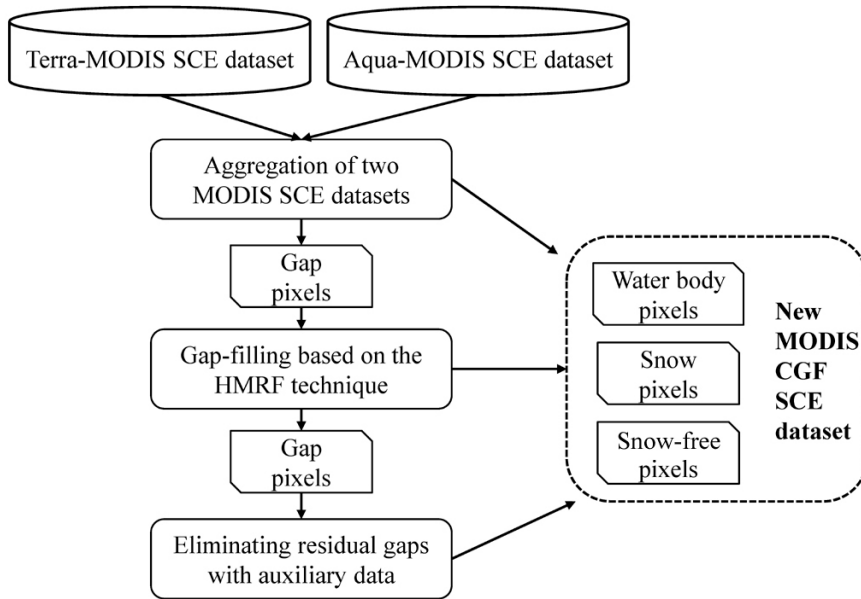 Terra-MODIS SCE dataset
Aqua-MODIS SCE dataset
Aggregation of two
MODIS SCE datasets
Gap
pixels
Gap-filling based on the
HMRF technique
Gap
pixels
Eliminating residual gaps
with auxiliary data
Water body
pixels
Snow
pixels
Snow-free
pixels
New
MODIS
CGF
SCE
dataset